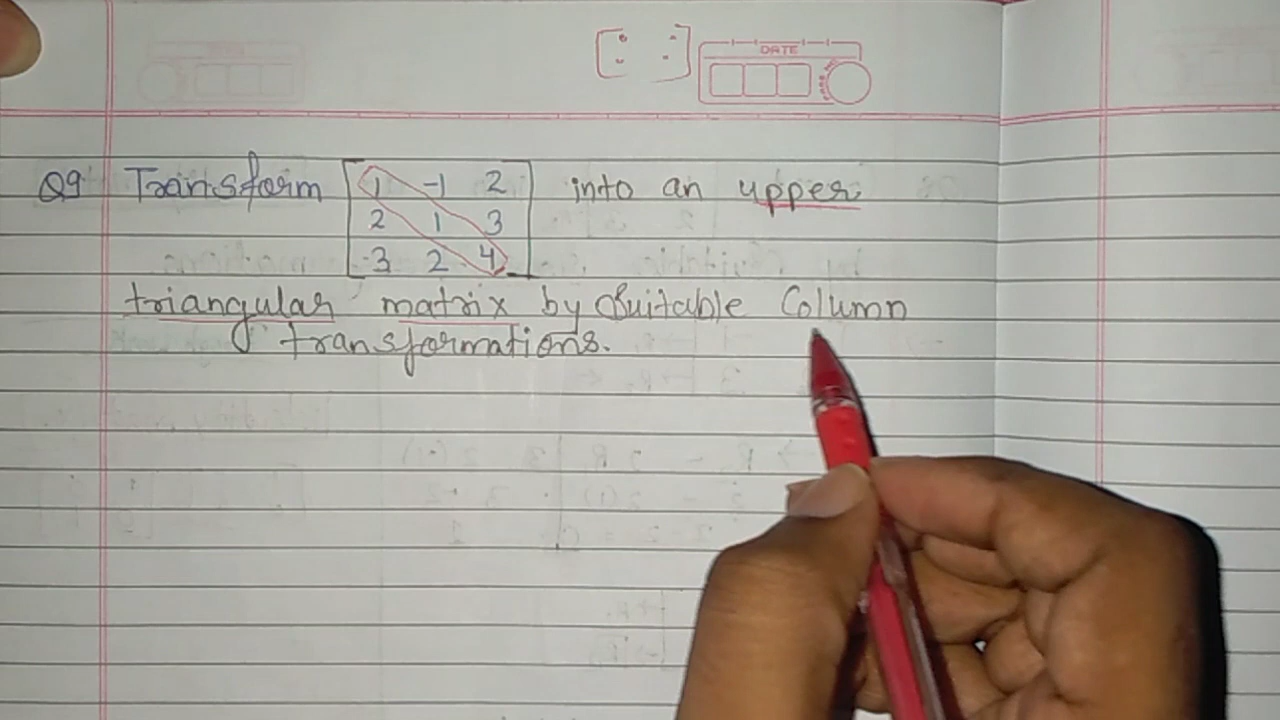 DATE
Q9 Transform [1 -1 2 into an upper
2 1 3
-3 2 4]
triangular matrix by Suitable Column
transformations.